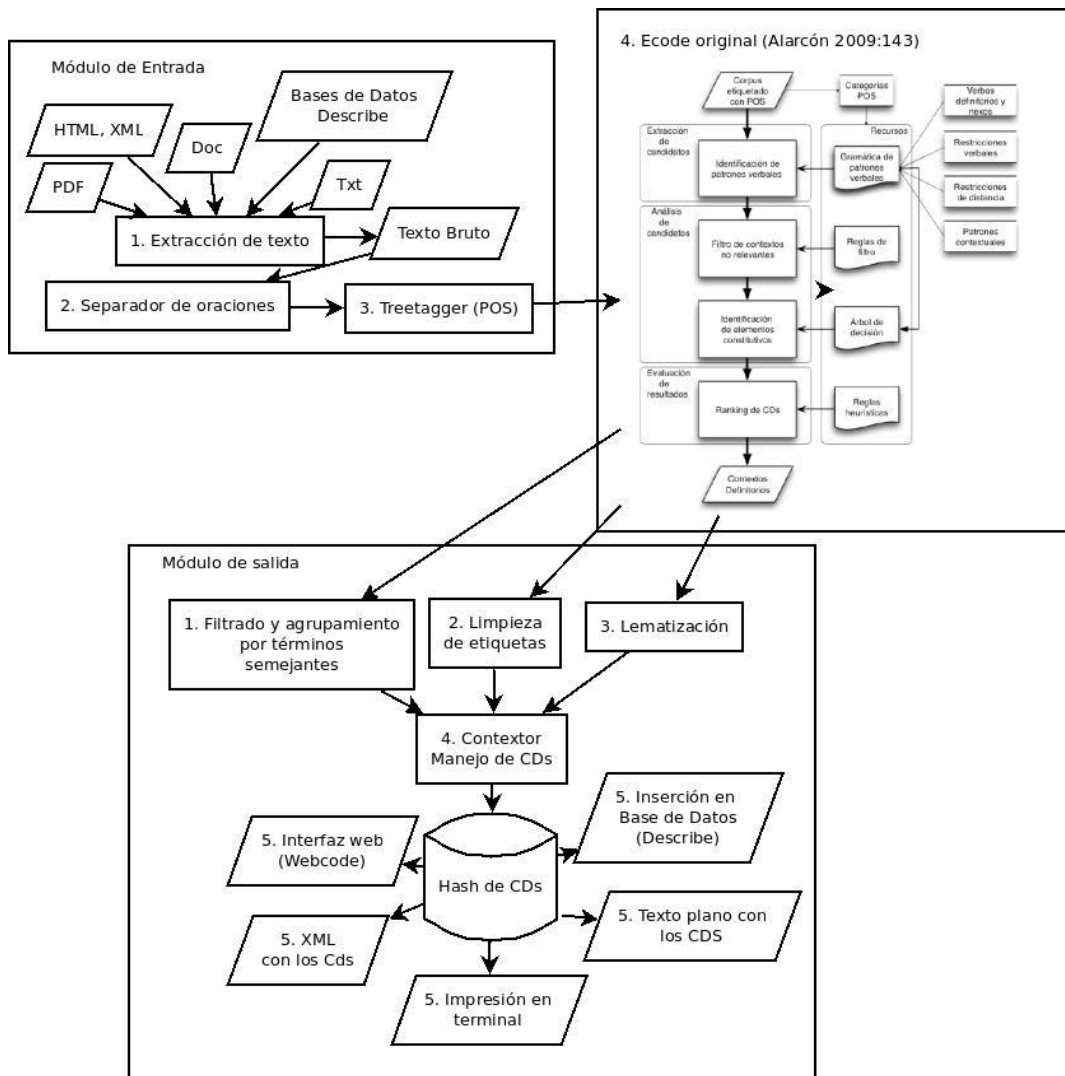 Módulo de Entrada
HTML, XML
Doc
Bases de Datos
Describe
PDF
Txt
1. Extracción de texto
Texto Bruto
2. Separador de oraciones
3. Treetagger (POS)
4. Ecode original (Alarcón 2009:143)
Corpus
etiquetado
con POS
Categorías
POS
Verbos
definitorios y
nexos
Extracción
de
candidatos
Recursos
Identificación de
patrones verbales
Gramática de
patrones
verbales
Restricciones
verbales
Restricciones
de distancia
Análisis
de
candidatos
Filtro de contextos
no relevantes
Reglas de
filtro
Patrones
contextuales
Identificación
de elementos
constitutivos
Árbol de
decisión
Evaluación
de
resultados
Ranking de CDs
Reglas
heurísticas
Contextos
Definitorios
Módulo de salida
1. Filtrado y agrupamiento
por términos
semejantes
2. Limpieza
de etiquetas
3. Lematización
4. Contextor
Manejo de CDs
5. Inserción en
Base de Datos
(Describe)
5. Interfaz web
(Webcode)
Hash de CDs
5. XML
con los Cds
5. Texto plano con
los CDS
5. Impresión en
terminal